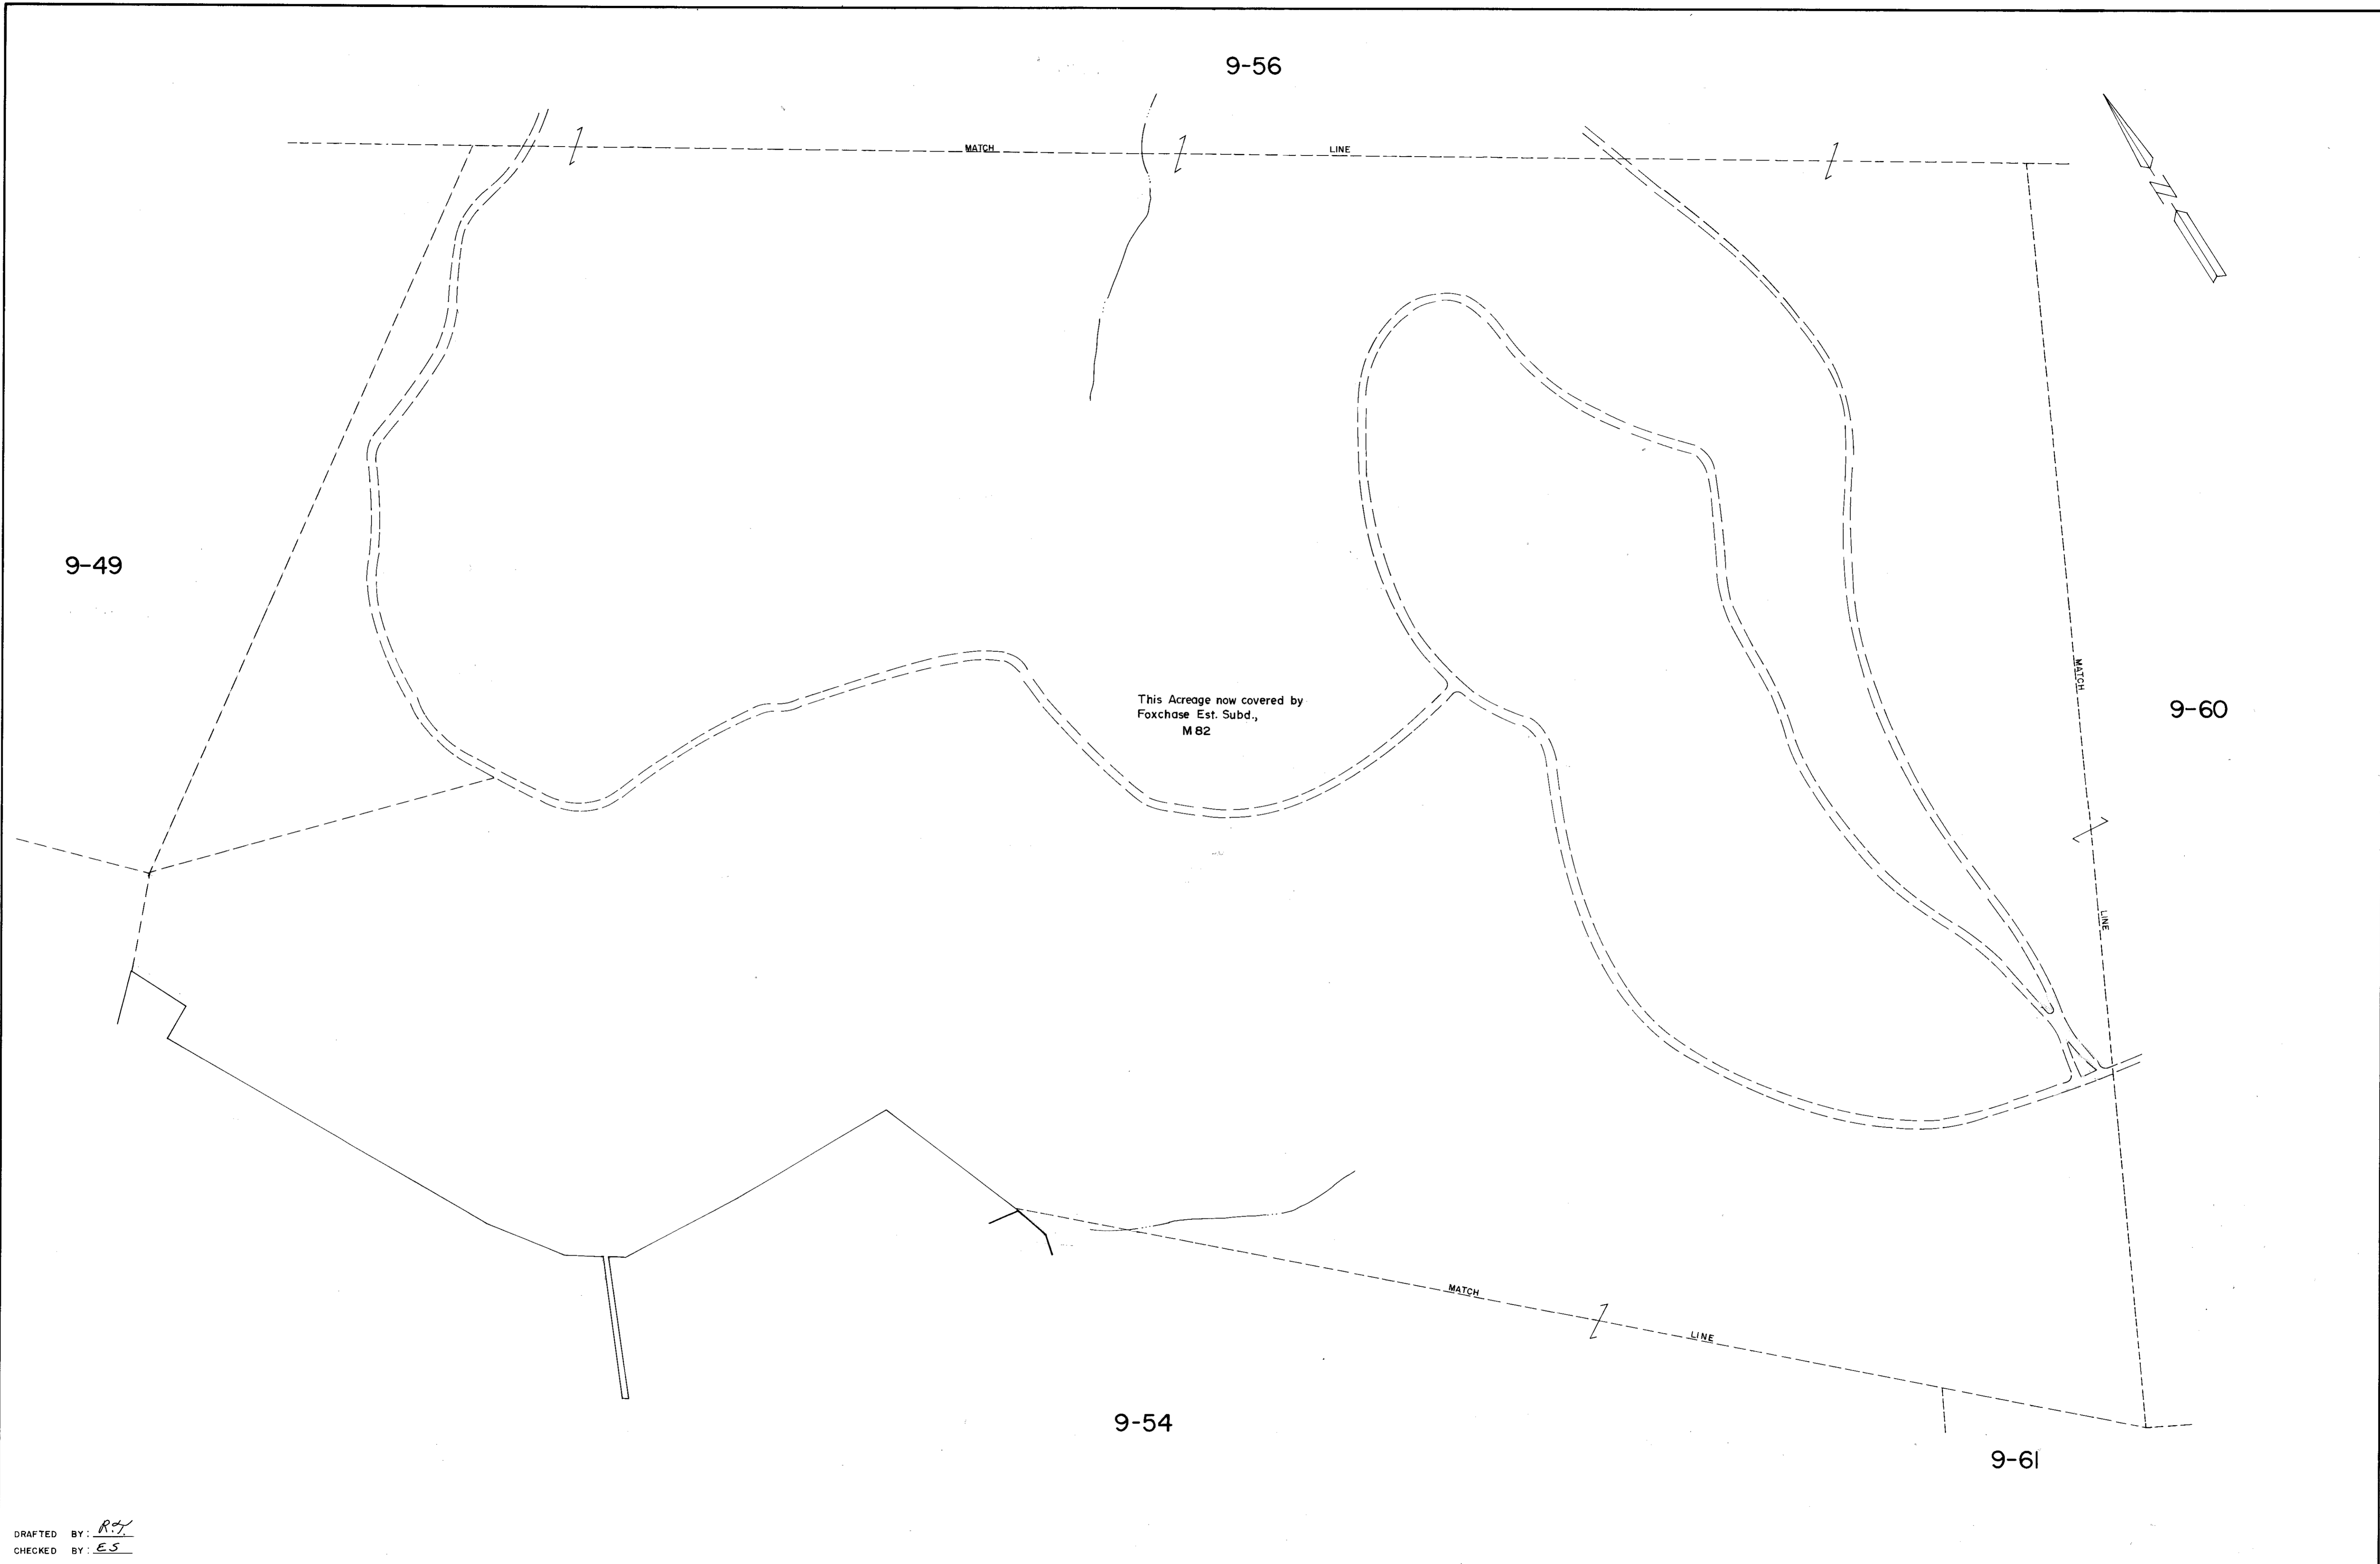 9-56
MATCH LINE
9-49
This Acreage now covered by
Foxchase Est. Subd.,
M 82
MATCH
9-60
LINE
MATCH
LINE
9-54
9-61
DRAFTED BY:
CHECKED BY: ES